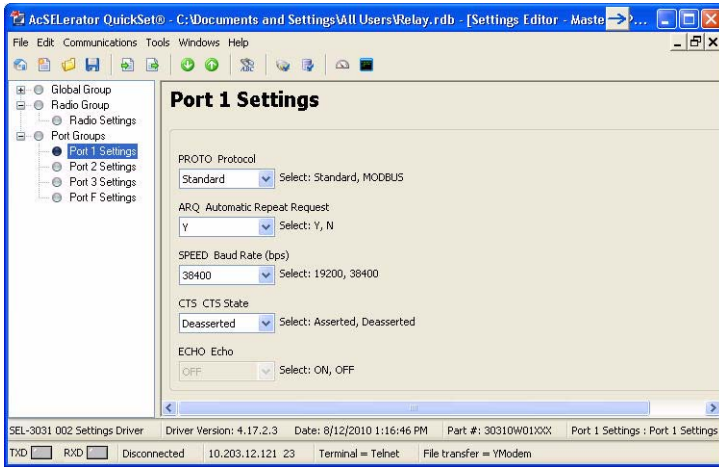 AcSELerator QuickSet® - C:\Documents and Settings\All Users\Relay.rdb - [Settings Editor - Maste ...
File Edit Communications Tools Windows Help
Global Group
Radio Group
Radio Settings
Port Groups
Port 1 Settings
Port 2 Settings
Port 3 Settings
Port F Settings
Port 1 Settings
PROTO Protocol
Standard Select: Standard, MODBUS
ARQ Automatic Repeat Request
Y Select: Y, N
SPEED Baud Rate (bps)
38400 Select: 19200, 38400
CTS CTS State
Deasserted Select: Asserted, Deasserted
ECHO Echo
OFF Select: ON, OFF
SEL-3031 002 Settings Driver Driver Version: 4.17.2.3 Date: 8/12/2010 1:16:46 PM Part #: 30310W01XXX Port 1 Settings : Port 1 Settings
TXD RXD Disconnected 10.203.12.121 23 Terminal = Telnet File transfer = YModem